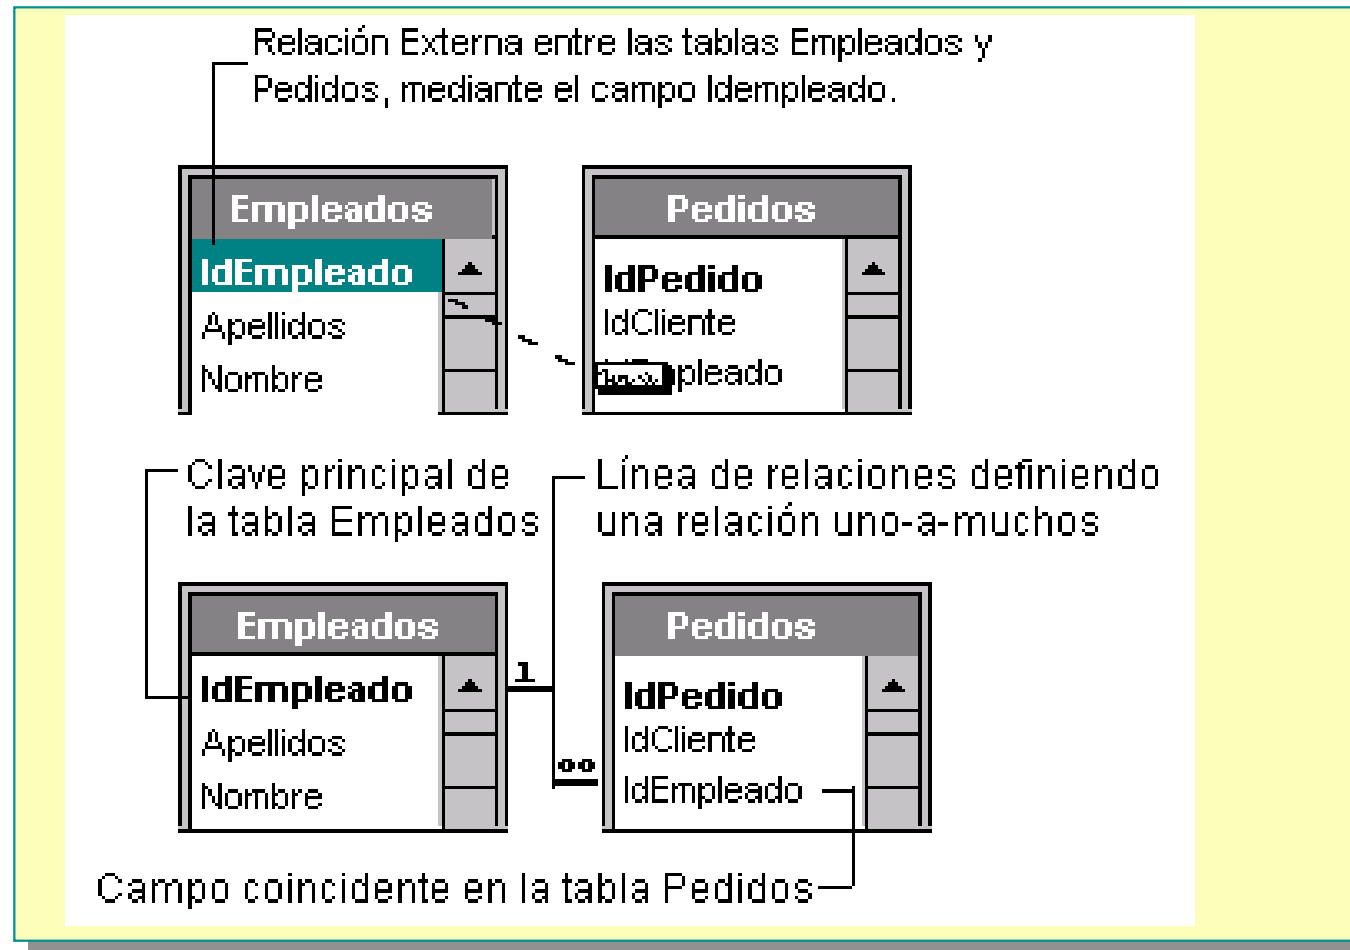 Relación Externa entre las tablas Empleados y
Pedidos, mediante el campo Idempleado.
Empleados
IdEmpleado
Apellidos
Nombre
Pedidos
IdPedido
IdCliente
pleado
Clave principal de
la tabla Empleados
Línea de relaciones definiendo
una relación uno-a-muchos
Empleados
IdEmpleado
Apellidos
Nombre
1
oo
Pedidos
IdPedido
IdCliente
IdEmpleado
Campo coincidente en la tabla Pedidos